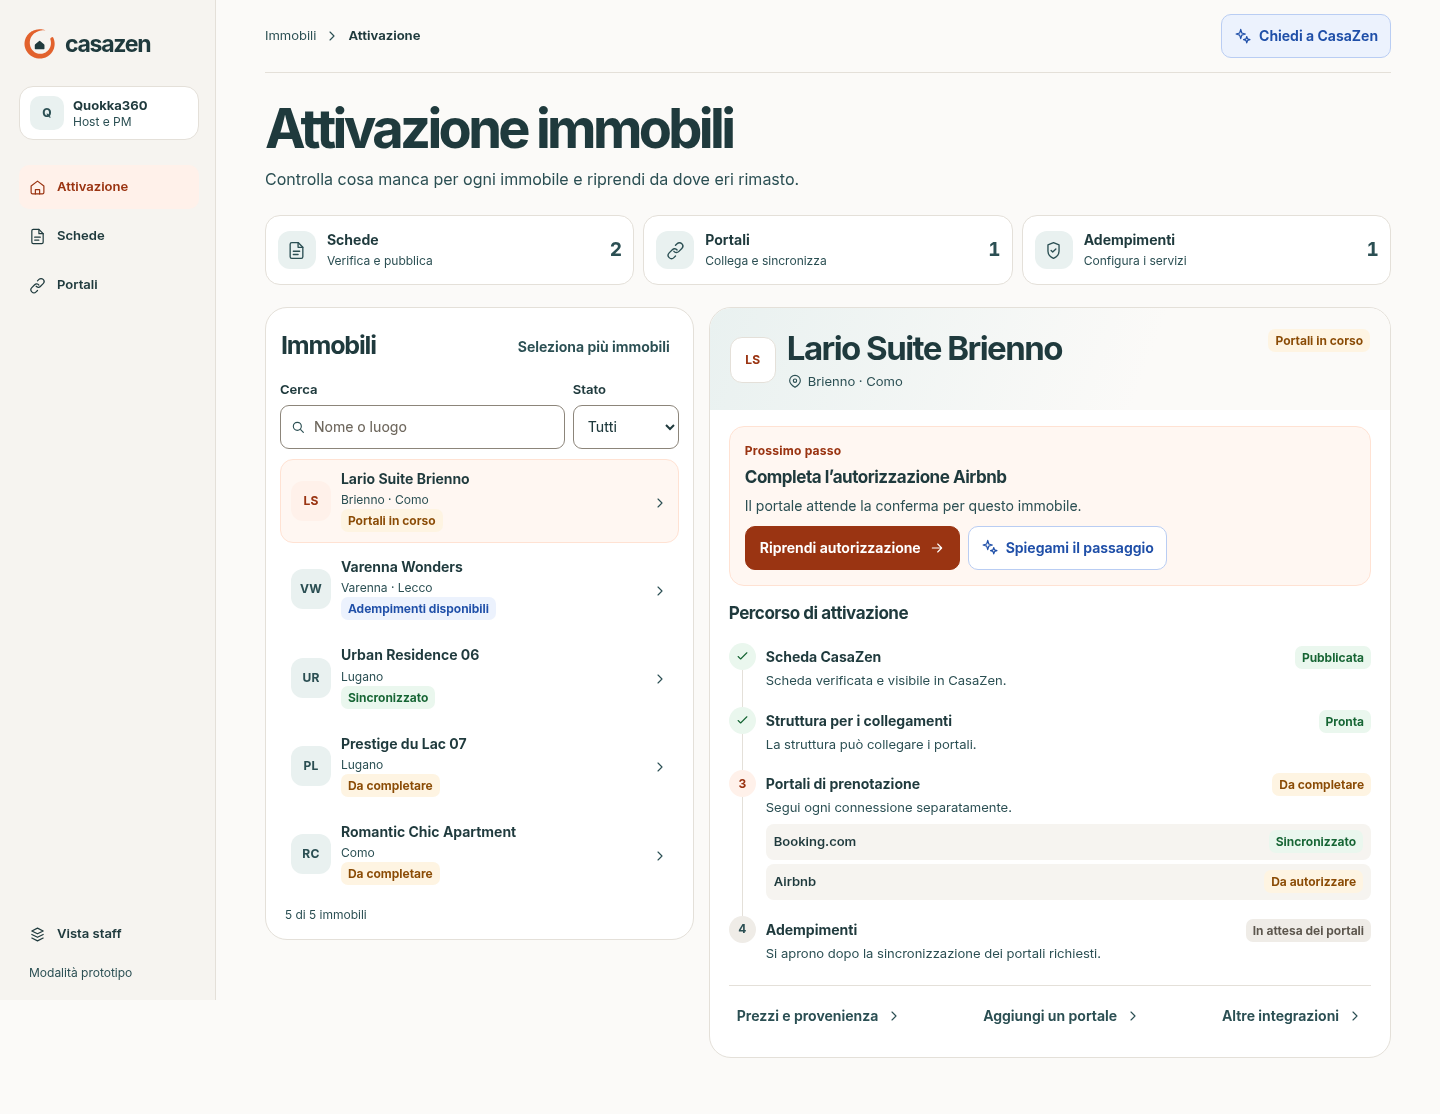 casazen
Q
Quokka360
Host e PM
Attivazione
Schede
Portali
Vista staff
Modalità prototipo
Immobili
Attivazione
Chiedi a CasaZen
Attivazione immobili
Controlla cosa manca per ogni immobile e riprendi da dove eri rimasto.
Schede
Verifica e pubblica
2
Portali
Collega e sincronizza
1
Adempimenti
Configura i servizi
1
Immobili
Seleziona più immobili
Cerca
Stato
Nome o luogo
Tutti
LS
Lario Suite Brienno
Brienno · Como
Portali in corso
VW
Varenna Wonders
Varenna · Lecco
Adempimenti disponibili
UR
Urban Residence 06
Lugano
Sincronizzato
PL
Prestige du Lac 07
Lugano
Da completare
RC
Romantic Chic Apartment
Como
Da completare
5 di 5 immobili
LS
Lario Suite Brienno
Brienno · Como
Portali in corso
Prossimo passo
Completa l’autorizzazione Airbnb
Il portale attende la conferma per questo immobile.
Riprendi autorizzazione
Spiegami il passaggio
Percorso di attivazione
Scheda CasaZen
Pubblicata
Scheda verificata e visibile in CasaZen.
Struttura per i collegamenti
Pronta
La struttura può collegare i portali.
3
Portali di prenotazione
Da completare
Segui ogni connessione separatamente.
Booking.com
Sincronizzato
Airbnb
Da autorizzare
4
Adempimenti
In attesa dei portali
Si aprono dopo la sincronizzazione dei portali richiesti.
Prezzi e provenienza
Aggiungi un portale
Altre integrazioni